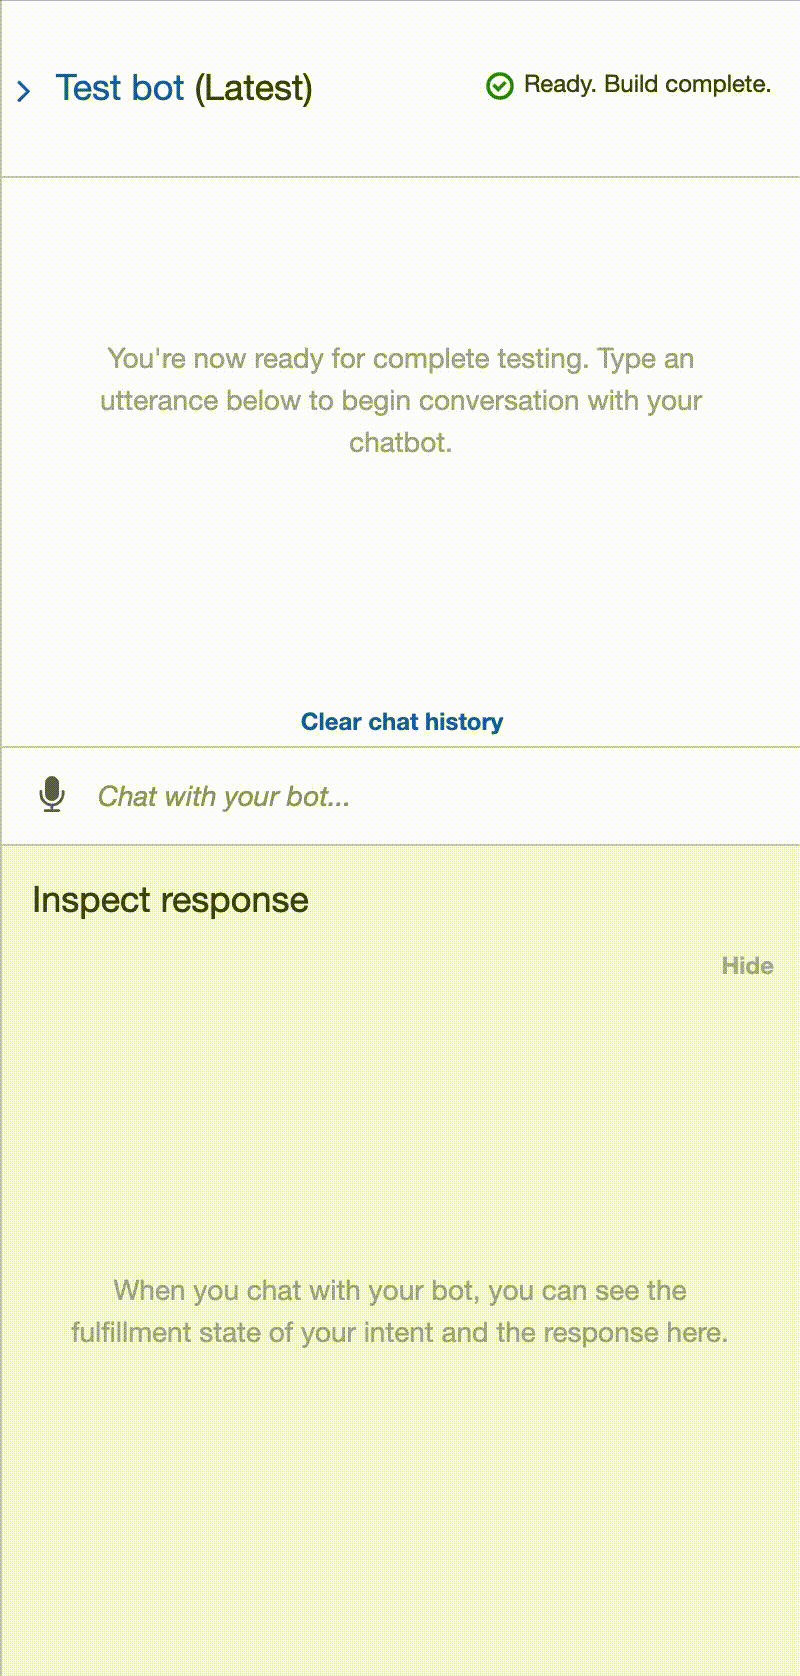 Test bot (Latest)
Ready. Build complete.
You're now ready for complete testing. Type an
utterance below to begin conversation with your
chatbot.
Clear chat history
Chat with your bot...
Inspect response
Hide
When you chat with your bot, you can see the
fulfillment state of your intent and the response here.